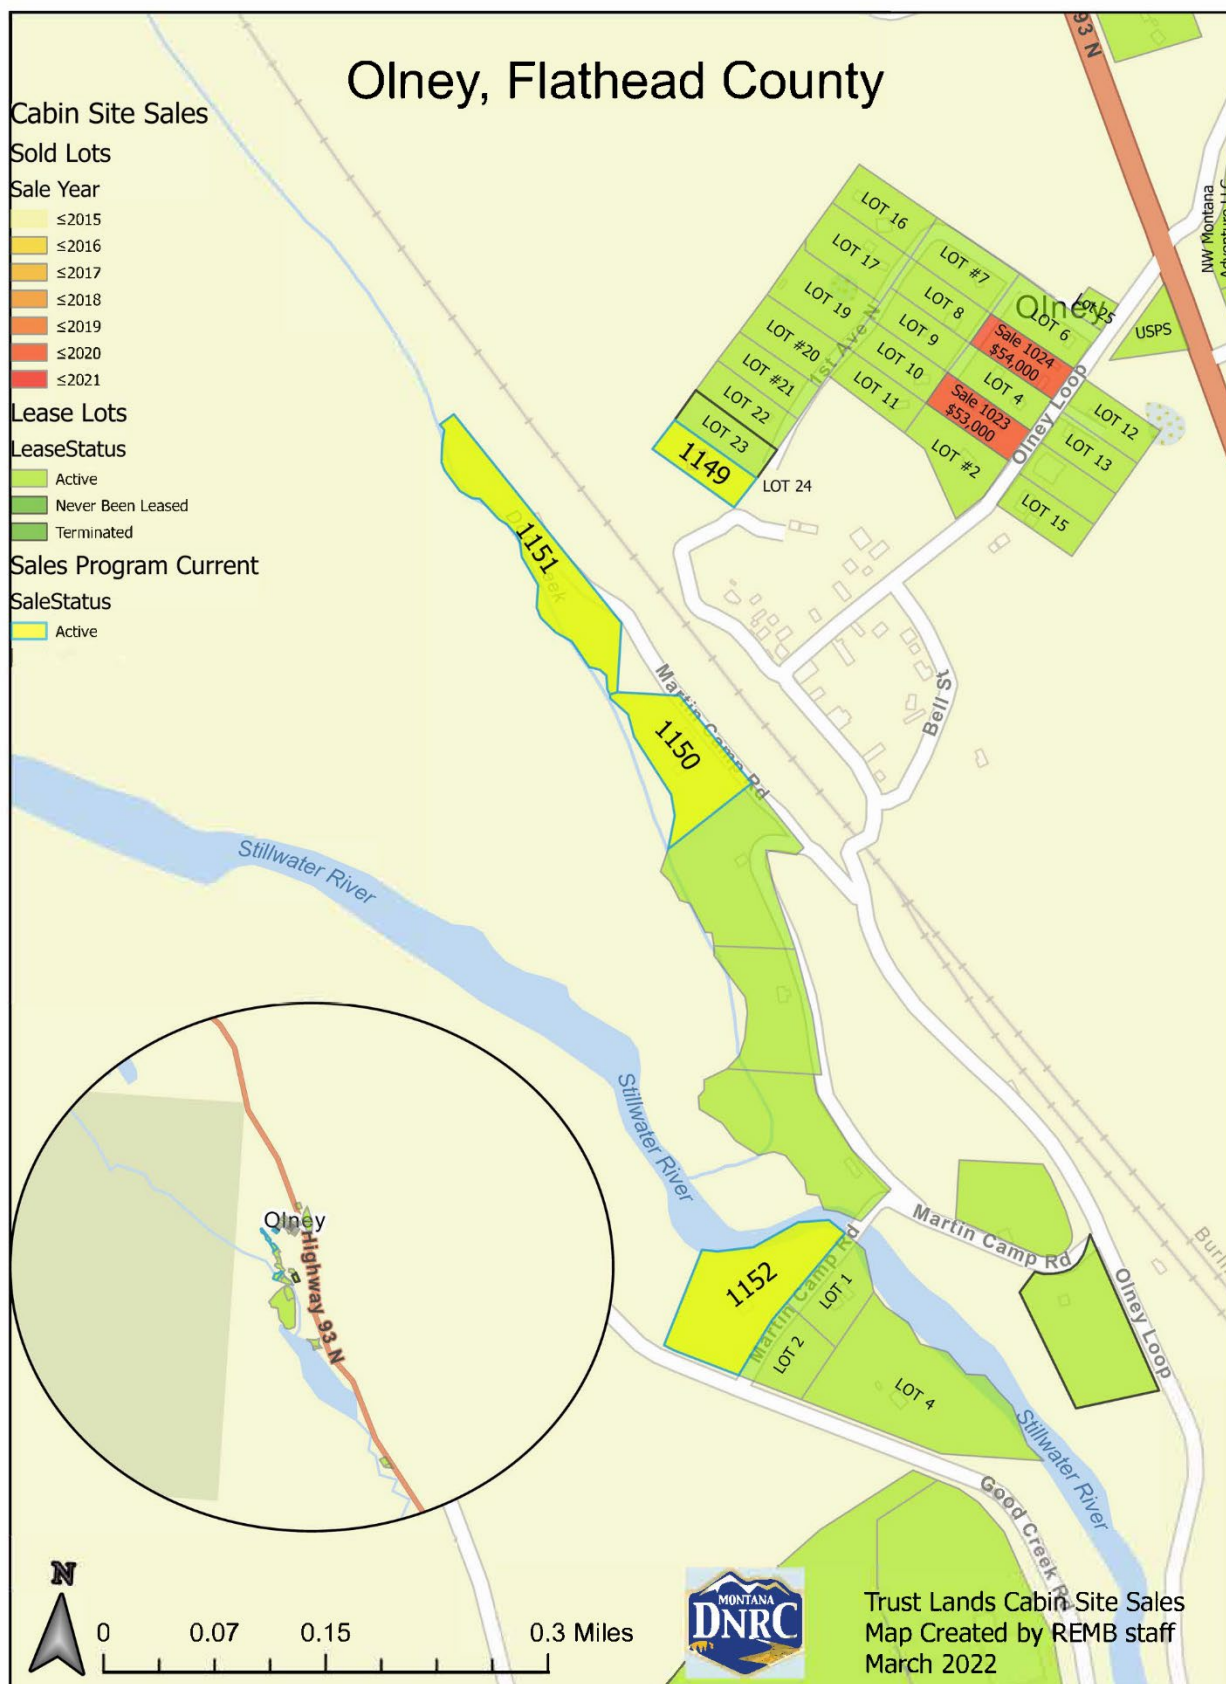 Olney, Flathead County
93 N
Cabin Site Sales
Sold Lots
Sale Year
≤2015
≤2016
≤2017
≤2018
≤2019
≤2020
≤2021
Lease Lots
LeaseStatus
Active
Never Been Leased
Terminated
Sales Program Current
SaleStatus
Active
LOT 16
LOT 17
LOT 19
LOT #20
LOT #21
LOT 22
LOT 23
1149
LOT 24
1st Ave N
LOT #7
LOT 8
LOT 9
LOT 10
LOT 11
Olney
Lot 25
LOT 6
Sale 1024
$54,000
LOT 4
Sale 1023
$53,000
LOT #2
Olney Loop
LOT 12
LOT 13
LOT 15
USPS
NW Montana
Adventure LLC
1151
Creek
1150
Martin Camp Rd
Bell St
Stillwater River
Stillwater River
1152
Martin Camp Rd
LOT 1
LOT 2
LOT 4
Martin Camp Rd
Olney Loop
Stillwater River
Good Creek Rd
Olney
Highway 93 N
N
0
0.07
0.15
0.3 Miles
MONTANA
DNRC
Trust Lands Cabin Site Sales
Map Created by REMB staff
March 2022